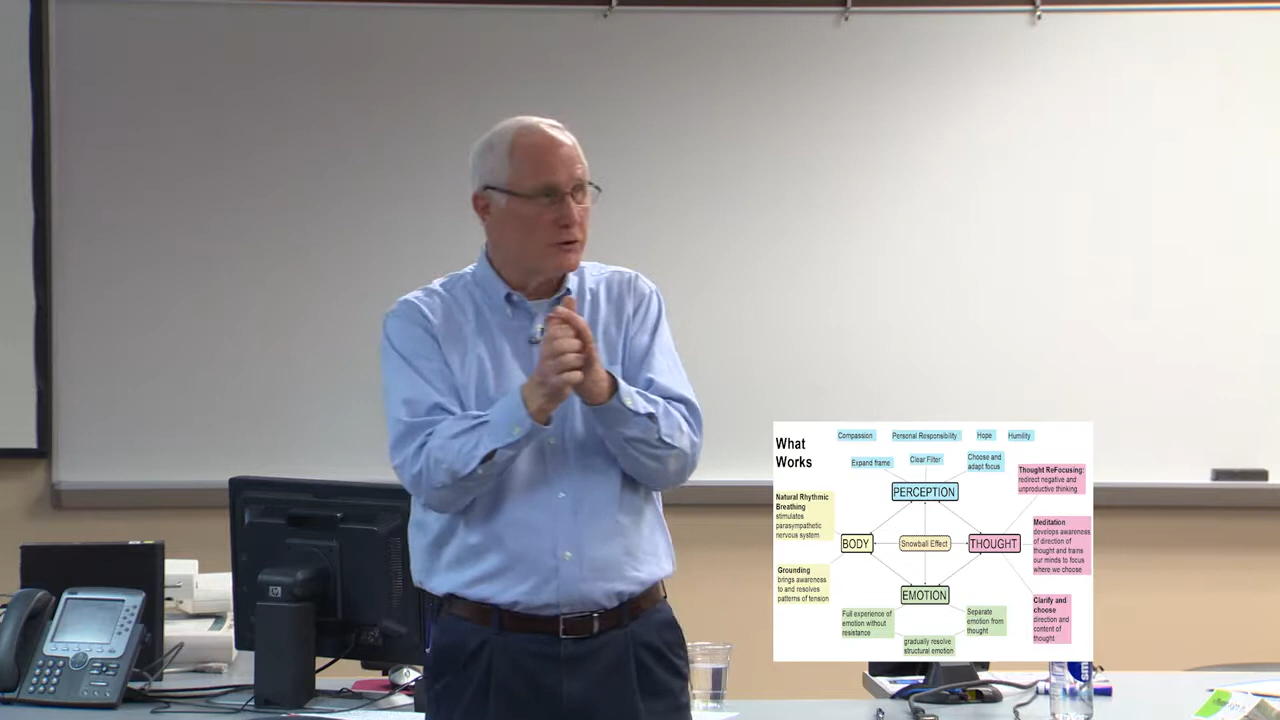 What
Works
Compassion
Personal Responsibility
Hope
Humility
Expand frame
Clear Filter
Choose and
adapt focus
PERCEPTION
Thought ReFocusing:
redirect negative and
unproductive thinking
Natural Rhythmic
Breathing
stimulates
parasympathetic
nervous system
BODY
Snowball Effect
THOUGHT
Meditation
develops awareness
of direction of
thought and trains
our minds to focus
where we choose
Grounding
brings awareness
to and resolves
patterns of tension
EMOTION
Full experience of
emotion without
resistance
gradually resolve
structural emotion
Separate
emotion from
thought
Clarify and
choose
direction and
content of
thought
hp